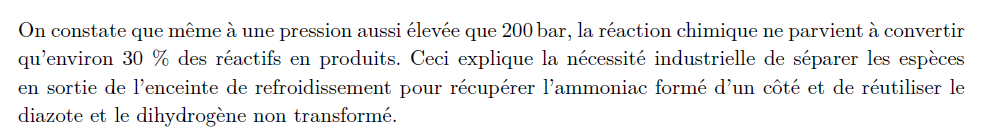 On constate que même à une pression aussi élevée que 200 bar, la réaction chimique ne parvient à convertir
qu'environ 30 % des réactifs en produits. Ceci explique la nécessité industrielle de séparer les espèces
en sortie de l'enceinte de refroidissement pour récupérer l'ammoniac formé d'un côté et de réutiliser le
diazote et le dihydrogène non transformé.